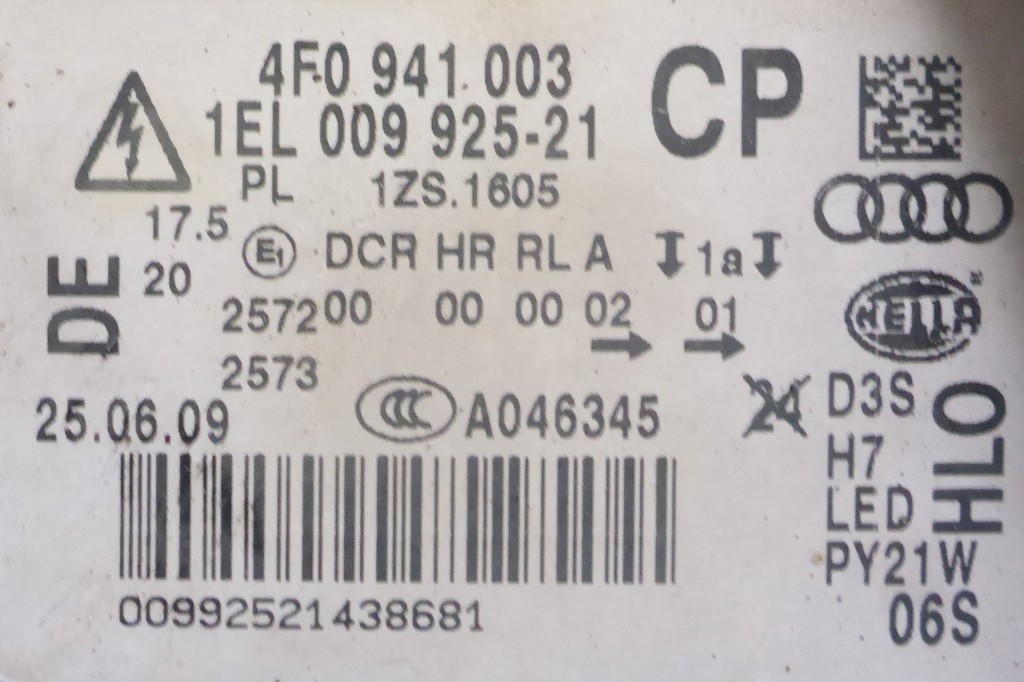 4F0 941 003
CP
1EL 009 925-21
PL 1ZS.1605
17.5
E1 DCR HR RL A 1a
DE
20
257200 00 00 02 01
2573
HELLA
25.06.09
CCC A046345
24 D3S
H7
LED
HLO
PY21W
06S
00992521438681